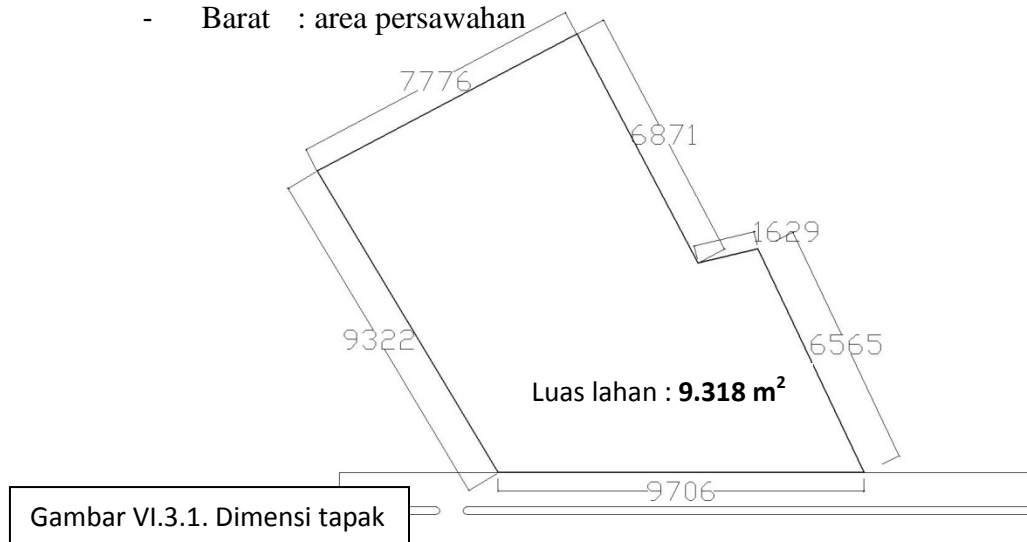 - Barat : area persawahan
7776
6871
1629
9322
6565
Luas lahan : 9.318 m²
9706
Gambar VI.3.1. Dimensi tapak